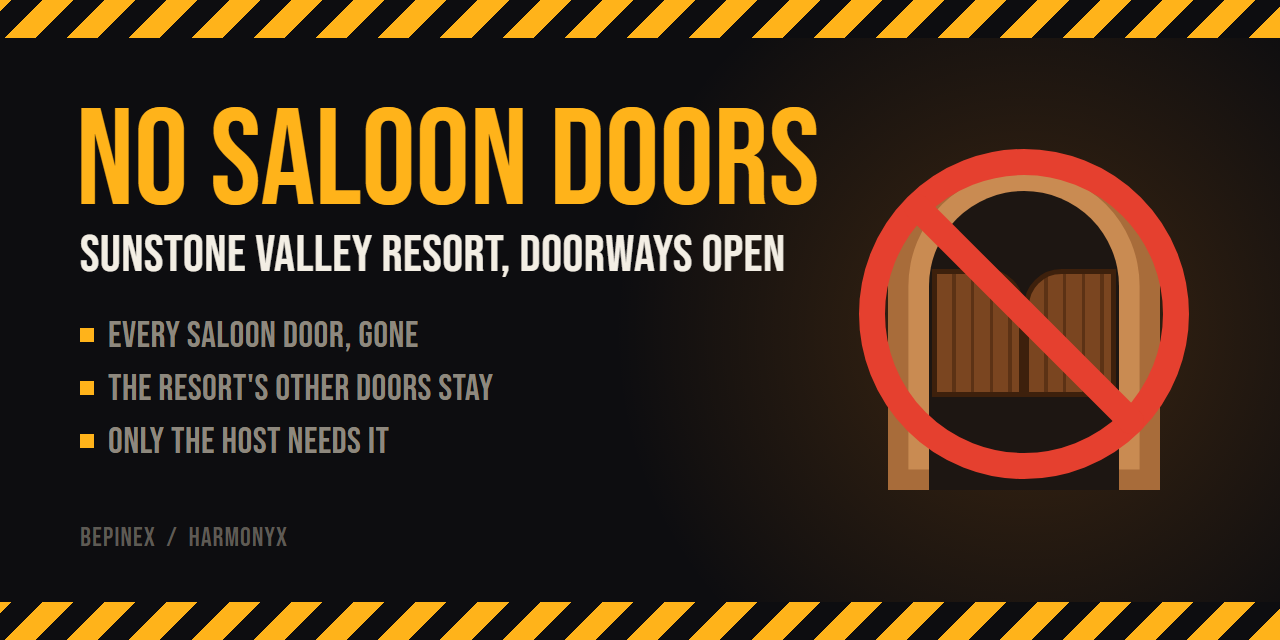 NO SALOON DOORS
SUNSTONE VALLEY RESORT, DOORWAYS OPEN
EVERY SALOON DOOR, GONE
THE RESORT'S OTHER DOORS STAY
ONLY THE HOST NEEDS IT
BEPINEX / HARMONYX